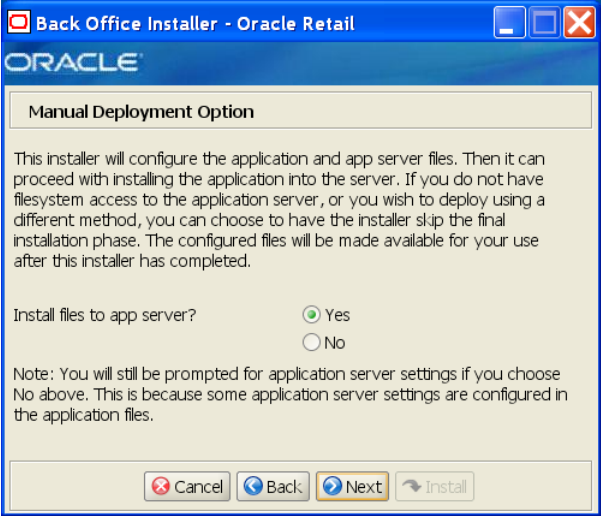 Back Office Installer - Oracle Retail
ORACLE
Manual Deployment Option
This installer will configure the application and app server files. Then it can
proceed with installing the application into the server. If you do not have
filesystem access to the application server, or you wish to deploy using a
different method, you can choose to have the installer skip the final
installation phase. The configured files will be made available for your use
after this installer has completed.
Install files to app server? Yes
No
Note: You will still be prompted for application server settings if you choose
No above. This is because some application server settings are configured in
the application files.
Cancel Back Next Install